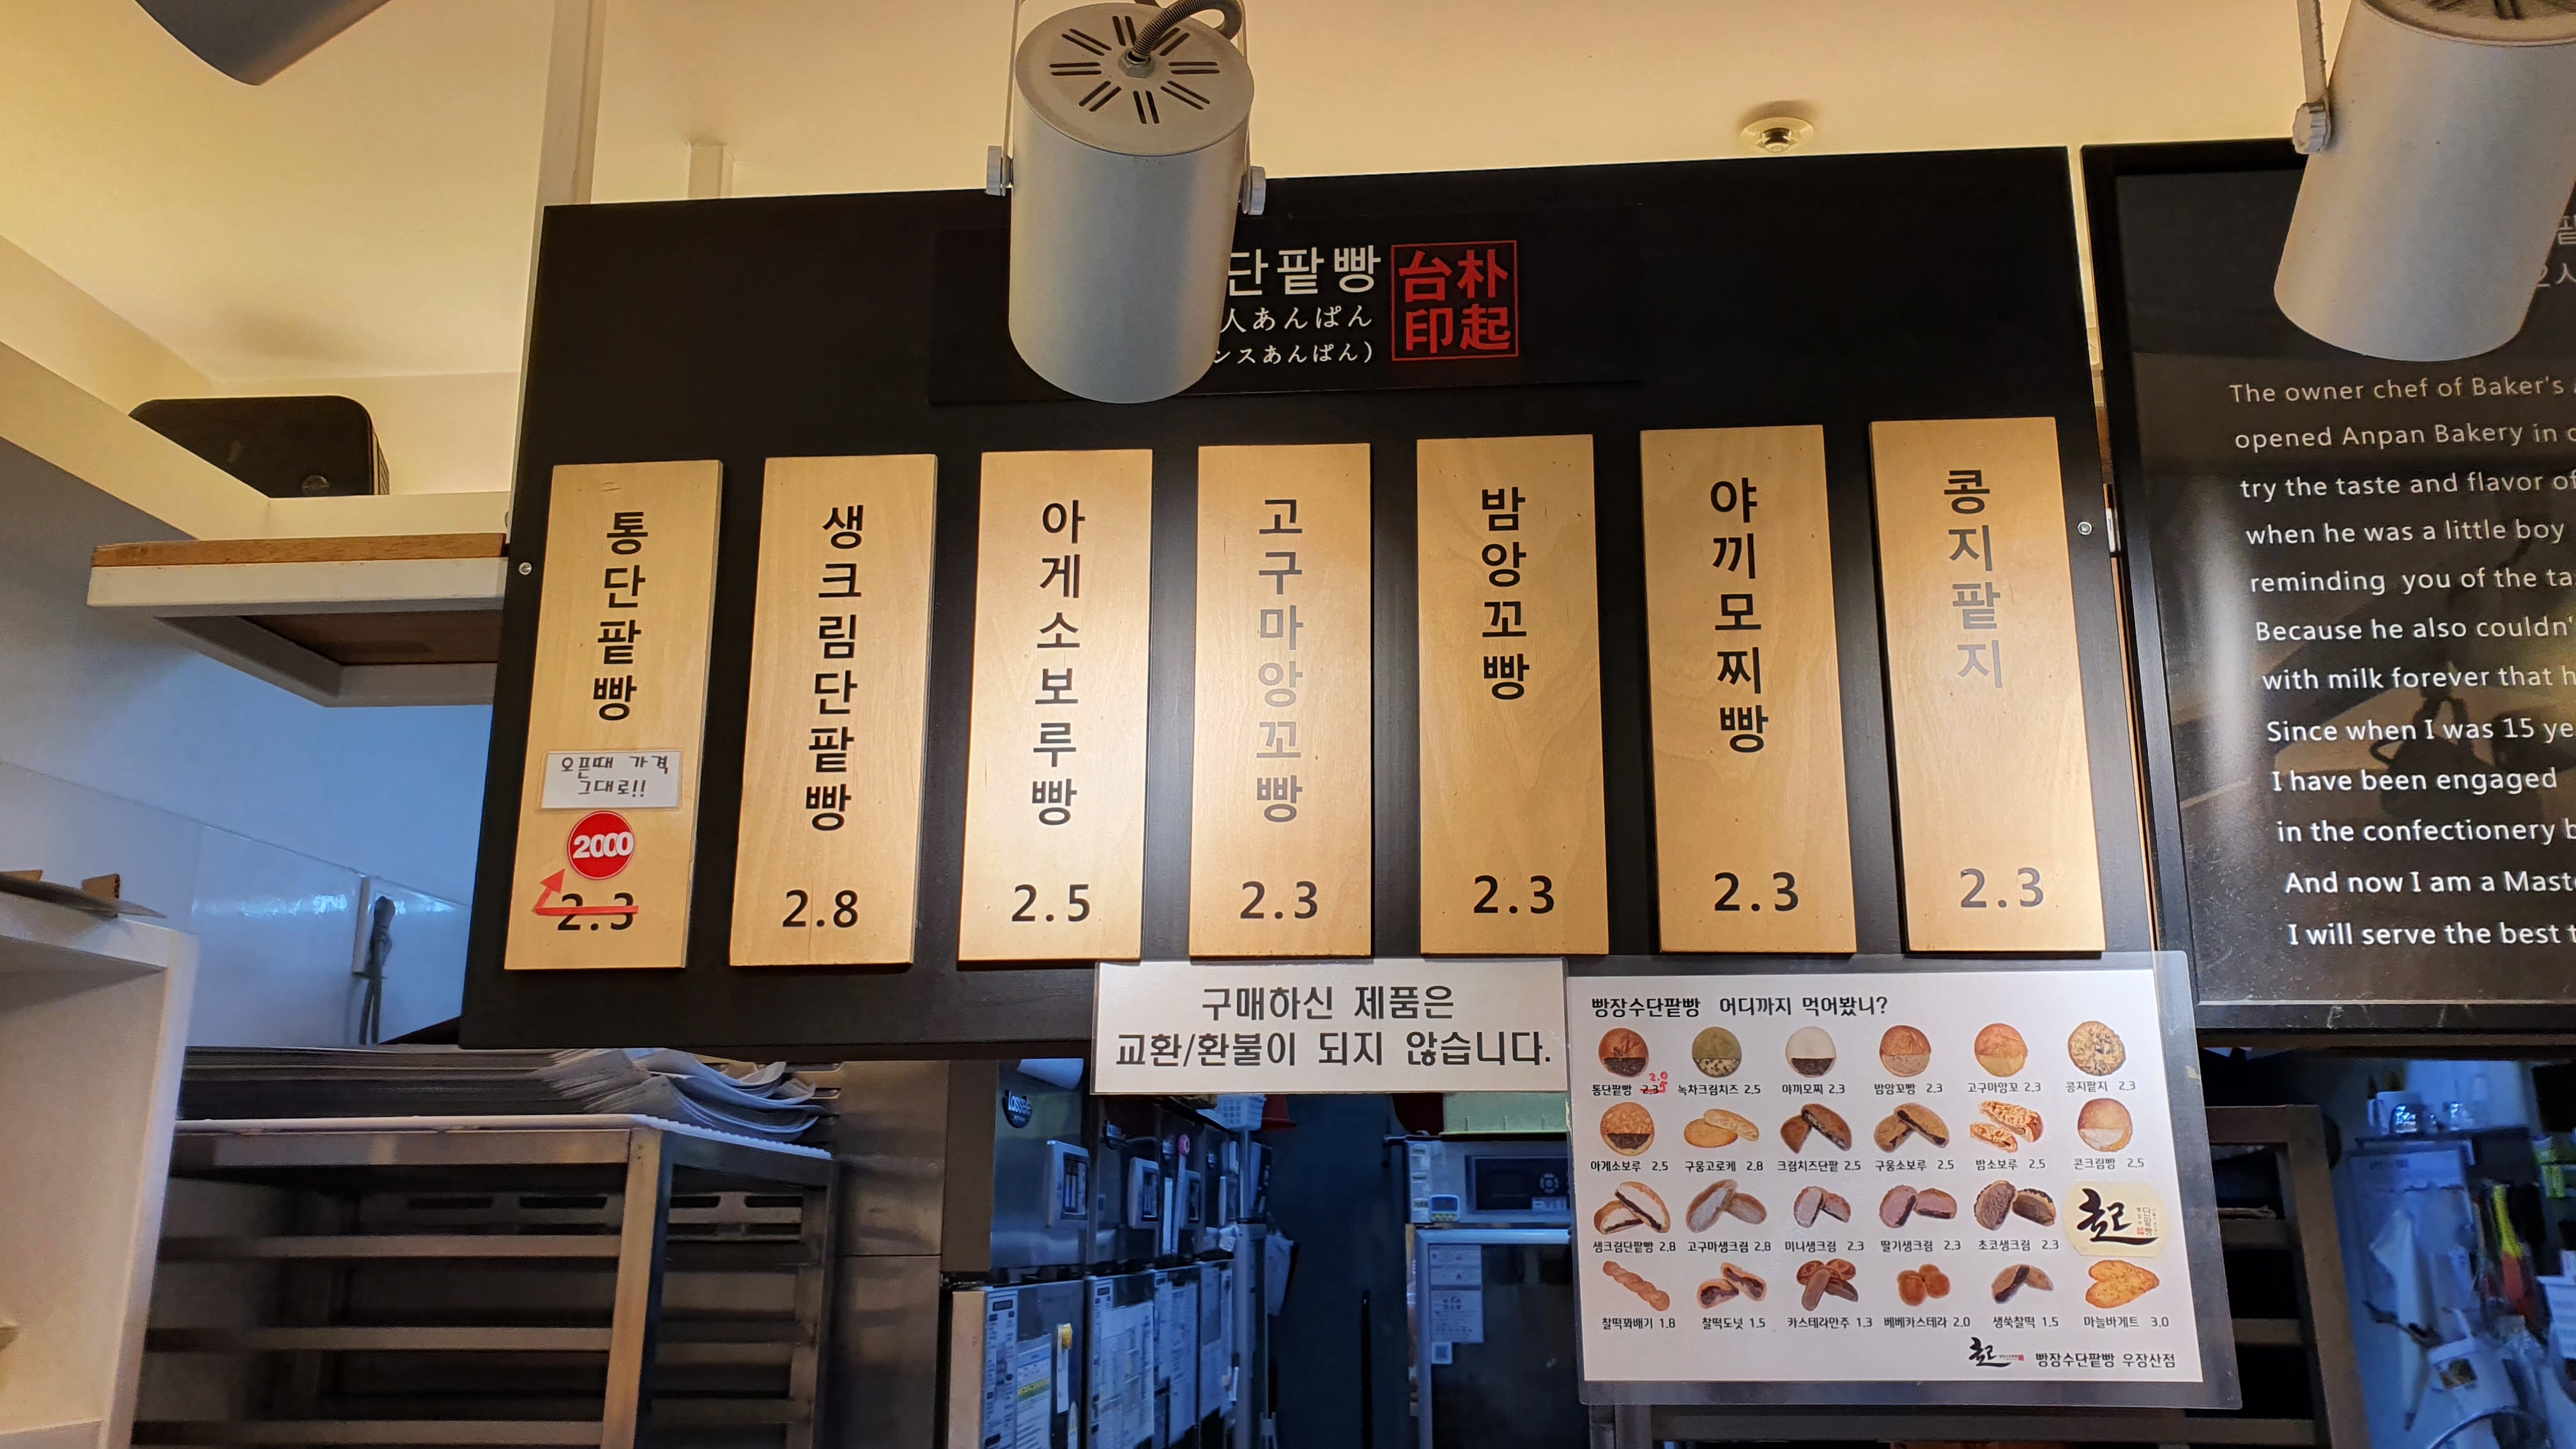 단팥빵
人あんぱん
ンスあんぱん)
台朴
印起
통단팥빵
오픈때 가격
그대로!!
2000
2.3
생크림단팥빵
2.8
아게소보루빵
2.5
고구마앙꼬빵
2.3
밤앙꼬빵
2.3
야끼모찌빵
2.3
콩지팥지
2.3
구매하신 제품은
교환/환불이 되지 않습니다.
빵장수단팥빵 어디까지 먹어봤니?
통단팥빵 2.3 2.0 녹차크림치즈 2.5 야끼모찌 2.3 밤앙꼬빵 2.3 고구마앙꼬 2.3 콩지팥지 2.3
아게소보루 2.5 구움고로케 2.8 크림치즈단팥 2.5 구움소보루 2.5 밤소보루 2.5 콘크림빵 2.5
생크림단팥빵 2.8 고구마생크림 2.8 미니생크림 2.3 딸기생크림 2.3 초코생크림 2.3
찰떡꽈배기 1.8 찰떡도넛 1.5 카스테라만주 1.3 베베카스테라 2.0 생쑥찰떡 1.5 마늘바게트 3.0
빵장수단팥빵 우장산점
The owner chef of Baker's
opened Anpan Bakery in
try the taste and flavor of
when he was a little boy
reminding you of the ta
Because he also couldn'
with milk forever that h
Since when I was 15 ye
I have been engaged
in the confectionery b
And now I am a Mast
I will serve the best t